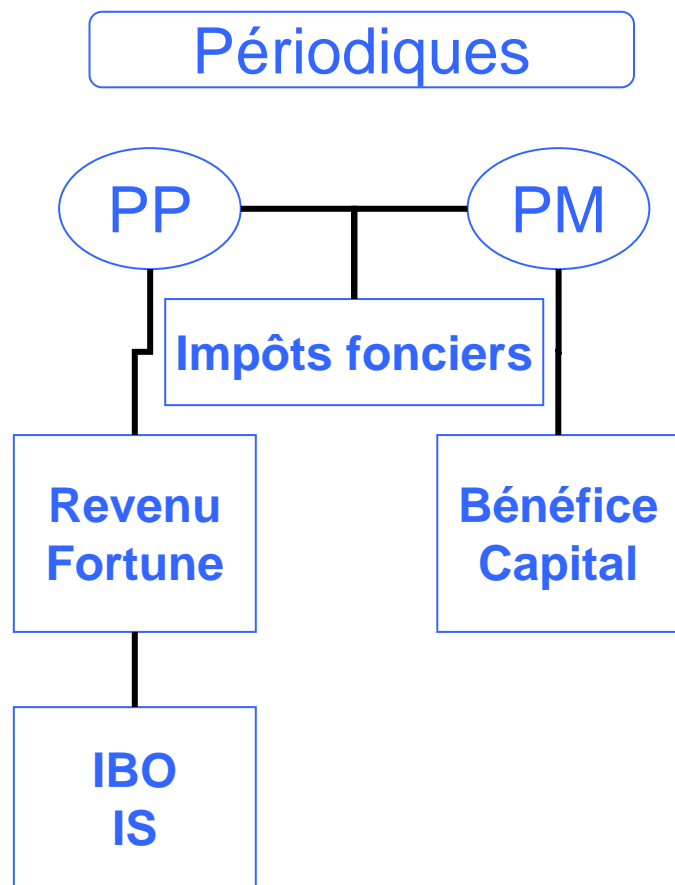 Périodiques
PP
PM
Impôts fonciers
Revenu
Fortune
Bénéfice
Capital
IBO
IS